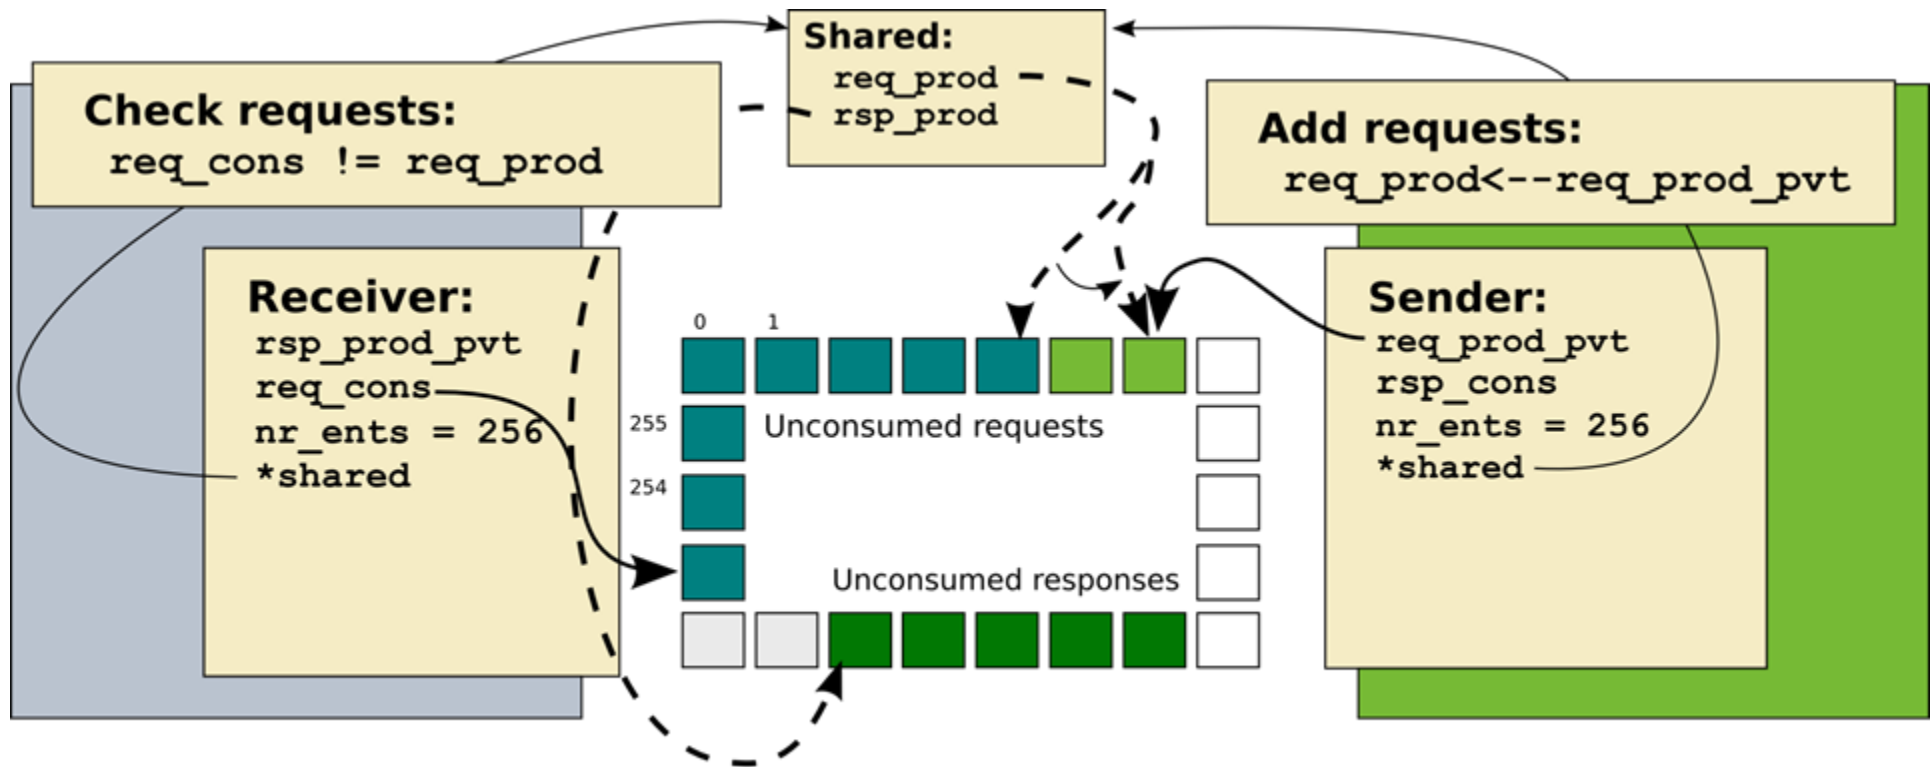 Shared:
req_prod
rsp_prod
Check requests:
req_cons != req_prod
Add requests:
req_prod<--req_prod_pvt
Receiver:
rsp_prod_pvt
req_cons
nr_ents = 256
*shared
0 1
255
254
Unconsumed requests
Unconsumed responses
Sender:
req_prod_pvt
rsp_cons
nr_ents = 256
*shared